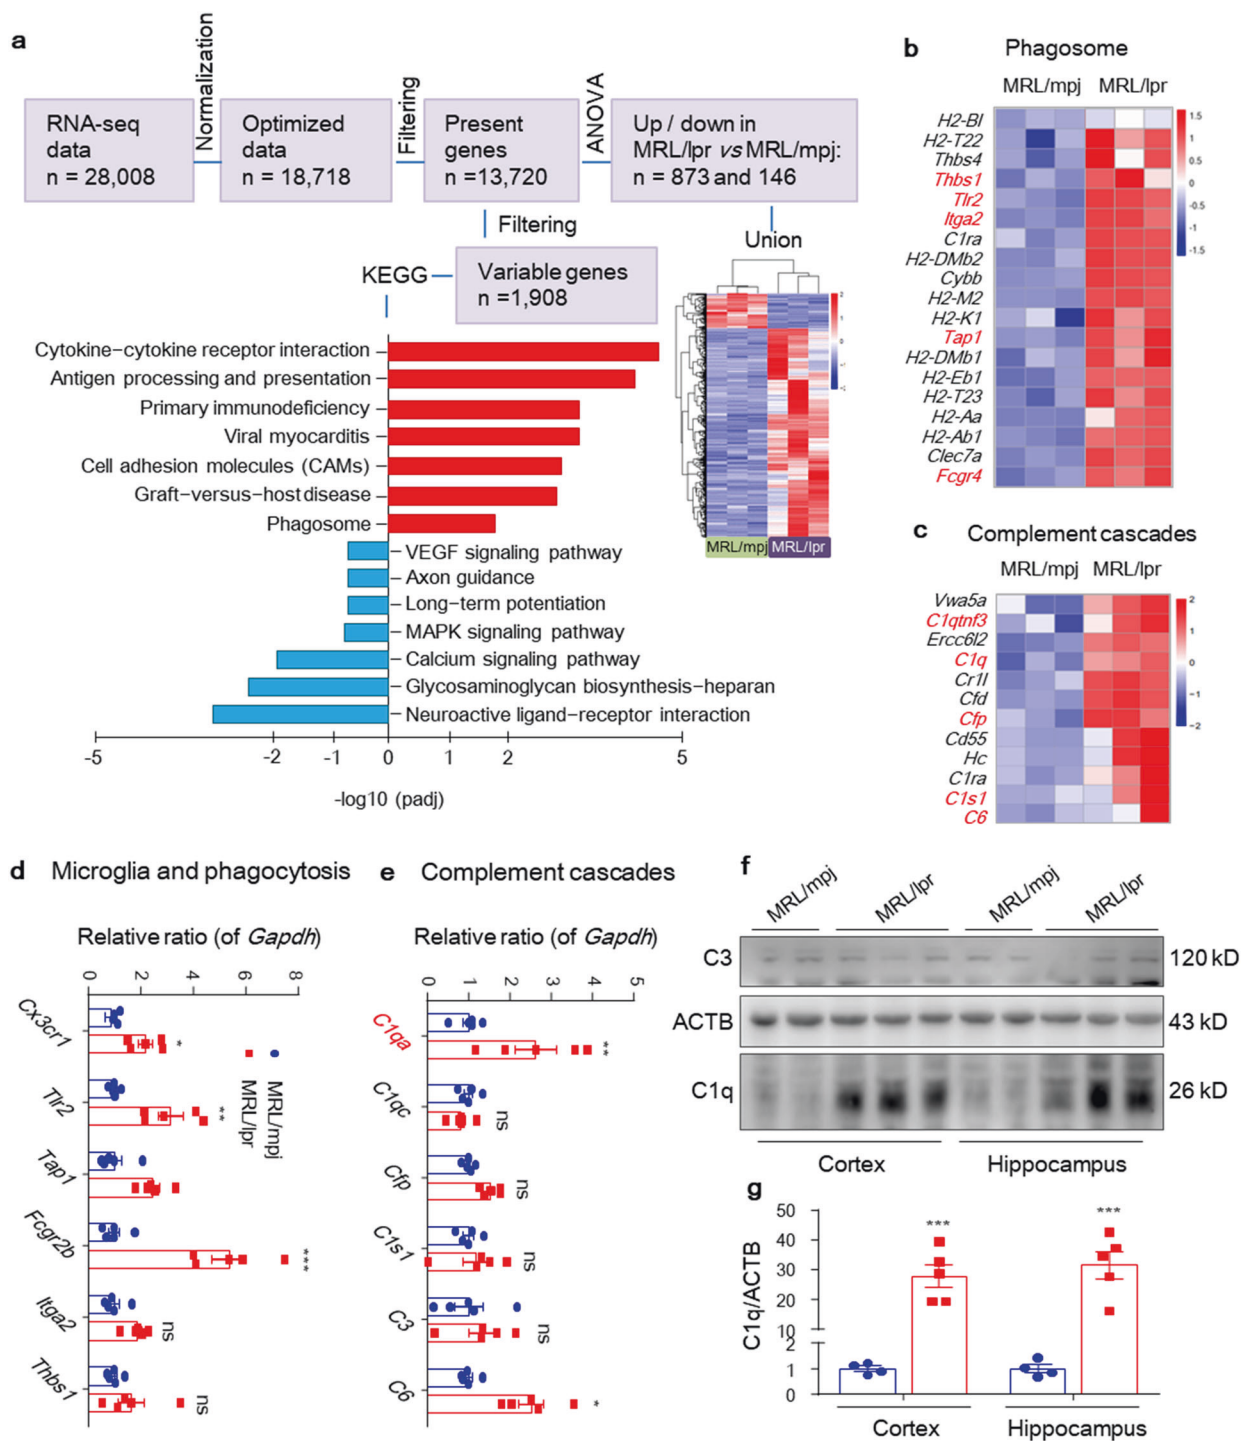 a
RNA-seq
data
n = 28,008
Normalization
Optimized
data
n = 18,718
Filtering
Present
genes
n =13,720
ANOVA
Up / down in
MRL/lpr vs MRL/mpj:
n = 873 and 146
Filtering
Union
KEGG
Variable genes
n =1,908
2
1
0
MRL/mpj
MRL/lpr
Cytokine−cytokine receptor interaction
Antigen processing and presentation
Primary immunodeficiency
Viral myocarditis
Cell adhesion molecules (CAMs)
Graft−versus−host disease
Phagosome
VEGF signaling pathway
Axon guidance
Long−term potentiation
MAPK signaling pathway
Calcium signaling pathway
Glycosaminoglycan biosynthesis−heparan
Neuroactive ligand−receptor interaction
-5
-2
-1
0
1
2
5
-log10 (padj)
b
Phagosome
MRL/mpj
MRL/lpr
H2-Bl
H2-T22
Thbs4
Thbs1
Tlr2
Itga2
C1ra
H2-DMb2
Cybb
H2-M2
H2-K1
Tap1
H2-DMb1
H2-Eb1
H2-T23
H2-Aa
H2-Ab1
Clec7a
Fcgr4
1.5
1
0.5
0
-0.5
-1
-1.5
c
Complement cascades
MRL/mpj
MRL/lpr
Vwa5a
C1qtnf3
Ercc6l2
C1q
Cr1l
Cfd
Cfp
Cd55
Hc
C1ra
C1s1
C6
2
1
0
−1
−2
d
Microglia and phagocytosis
Relative ratio (of Gapdh)
0
2
4
6
8
Cx3cr1
*
Tlr2
**
Tap1
Fcgr2b
***
Itga2
ns
Thbs1
ns
MRL/mpj
MRL/lpr
e
Complement cascades
Relative ratio (of Gapdh)
0
1
2
3
4
5
C1qa
**
C1qc
ns
Cfp
ns
C1s1
ns
C3
ns
C6
*
f
MRL/mpj
MRL/lpr
MRL/mpj
MRL/lpr
C3
120 kD
ACTB
43 kD
C1q
26 kD
Cortex
Hippocampus
g
C1q/ACTB
50
40
30
20
10
2
1
0
***
***
Cortex
Hippocampus